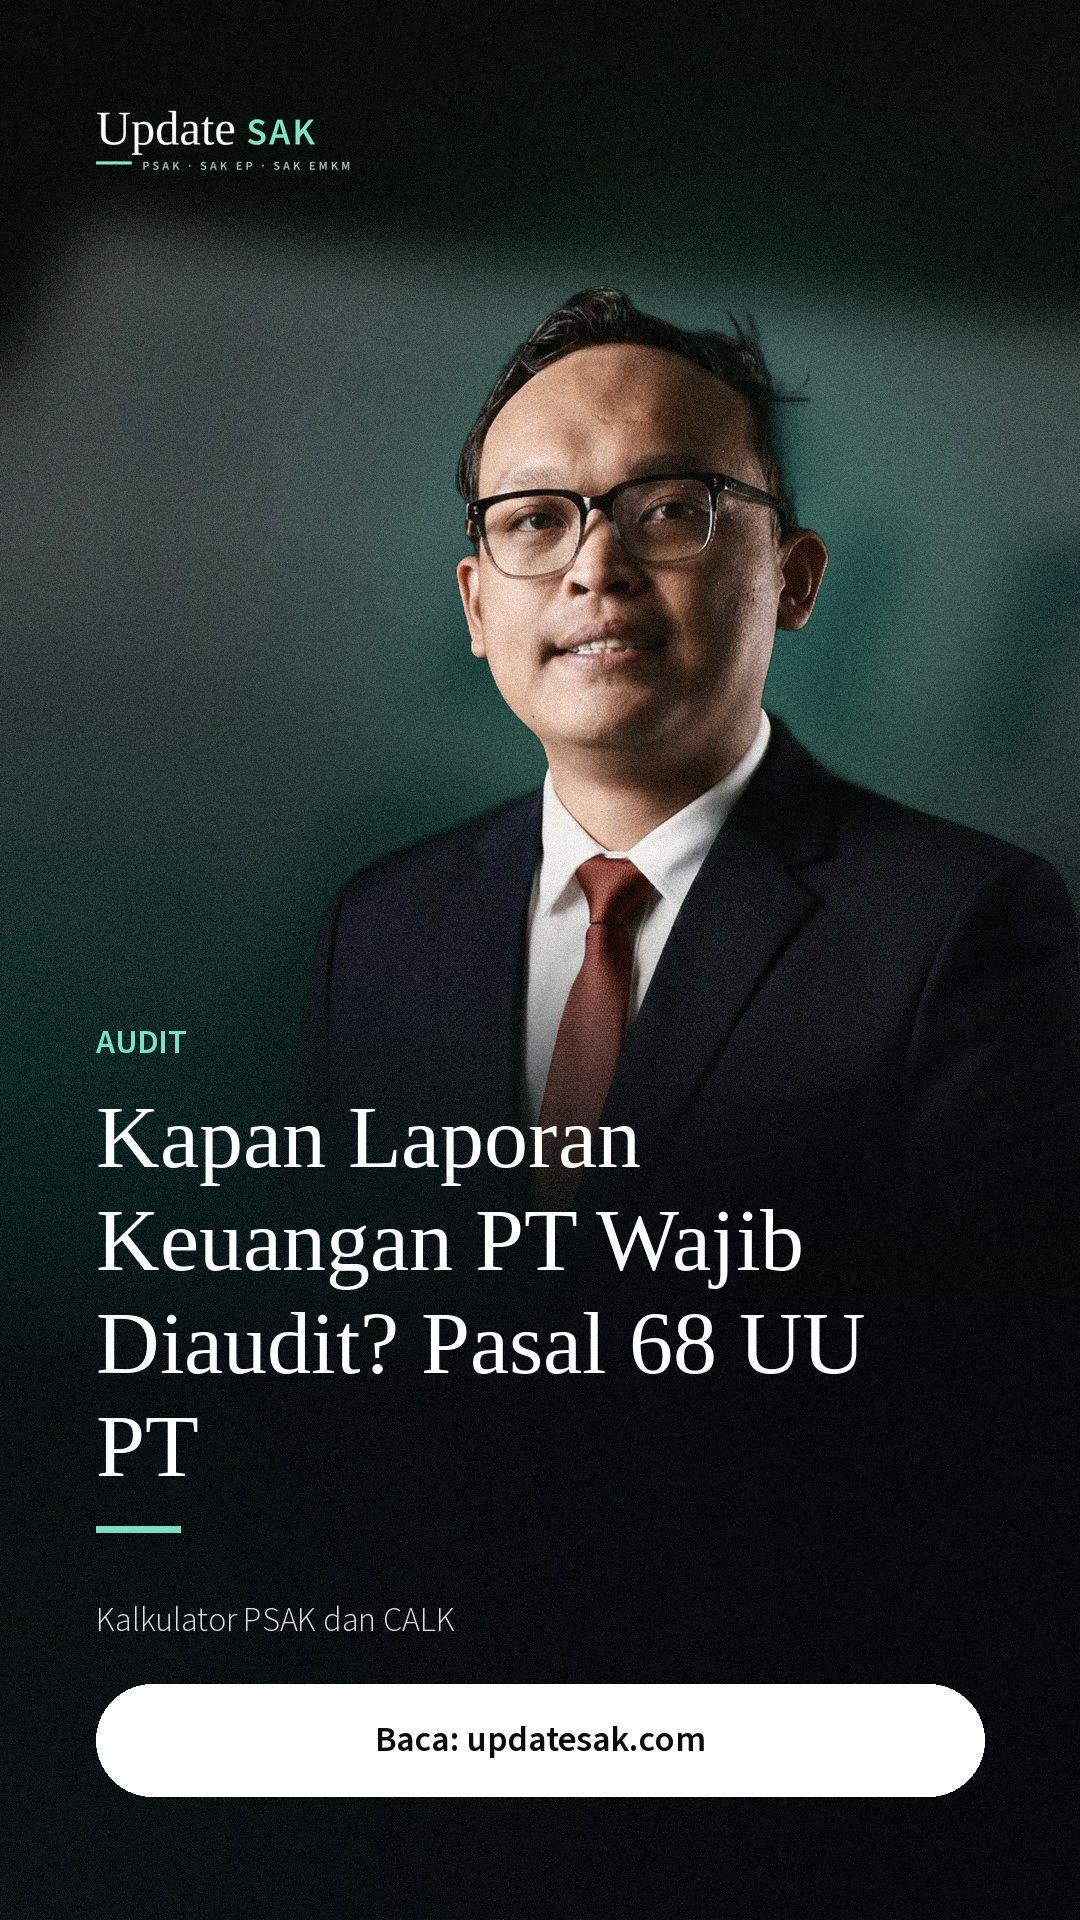 Update SAK
PSAK · SAK EP · SAK EMKM
AUDIT
Kapan Laporan
Keuangan PT Wajib
Diaudit? Pasal 68 UU
PT
Kalkulator PSAK dan CALK
Baca: updatesak.com